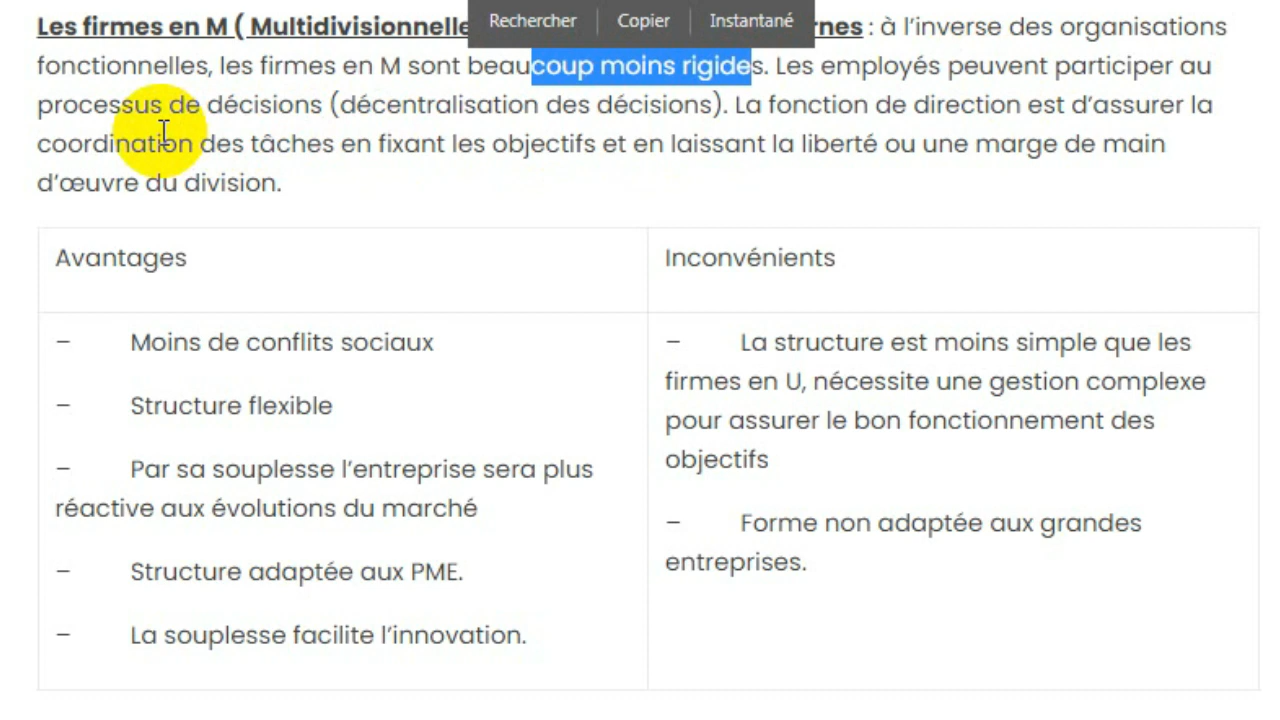 Rechercher Copier Instantané
Les firmes en M ( Multidivisionnelle rnes : à l’inverse des organisations
fonctionnelles, les firmes en M sont beaucoup moins rigides. Les employés peuvent participer au
processus de décisions (décentralisation des décisions). La fonction de direction est d’assurer la
coordination des tâches en fixant les objectifs et en laissant la liberté ou une marge de main
d’œuvre du division.
Avantages
– Moins de conflits sociaux
– Structure flexible
– Par sa souplesse l’entreprise sera plus
réactive aux évolutions du marché
– Structure adaptée aux PME.
– La souplesse facilite l’innovation.
Inconvénients
– La structure est moins simple que les
firmes en U, nécessite une gestion complexe
pour assurer le bon fonctionnement des
objectifs
– Forme non adaptée aux grandes
entreprises.